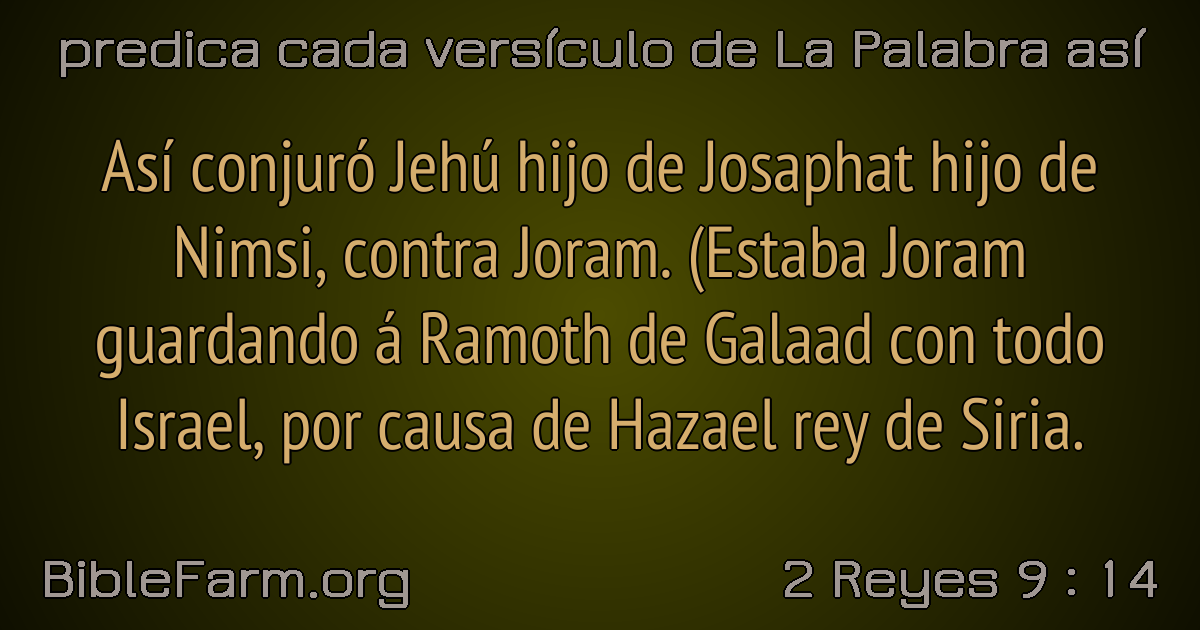 predica cada versículo de La Palabra así
Así conjuró Jehú hijo de Josaphat hijo de
Nimsi, contra Joram. (Estaba Joram
guardando á Ramoth de Galaad con todo
Israel, por causa de Hazael rey de Siria.
BibleFarm.org 2 Reyes 9 : 14